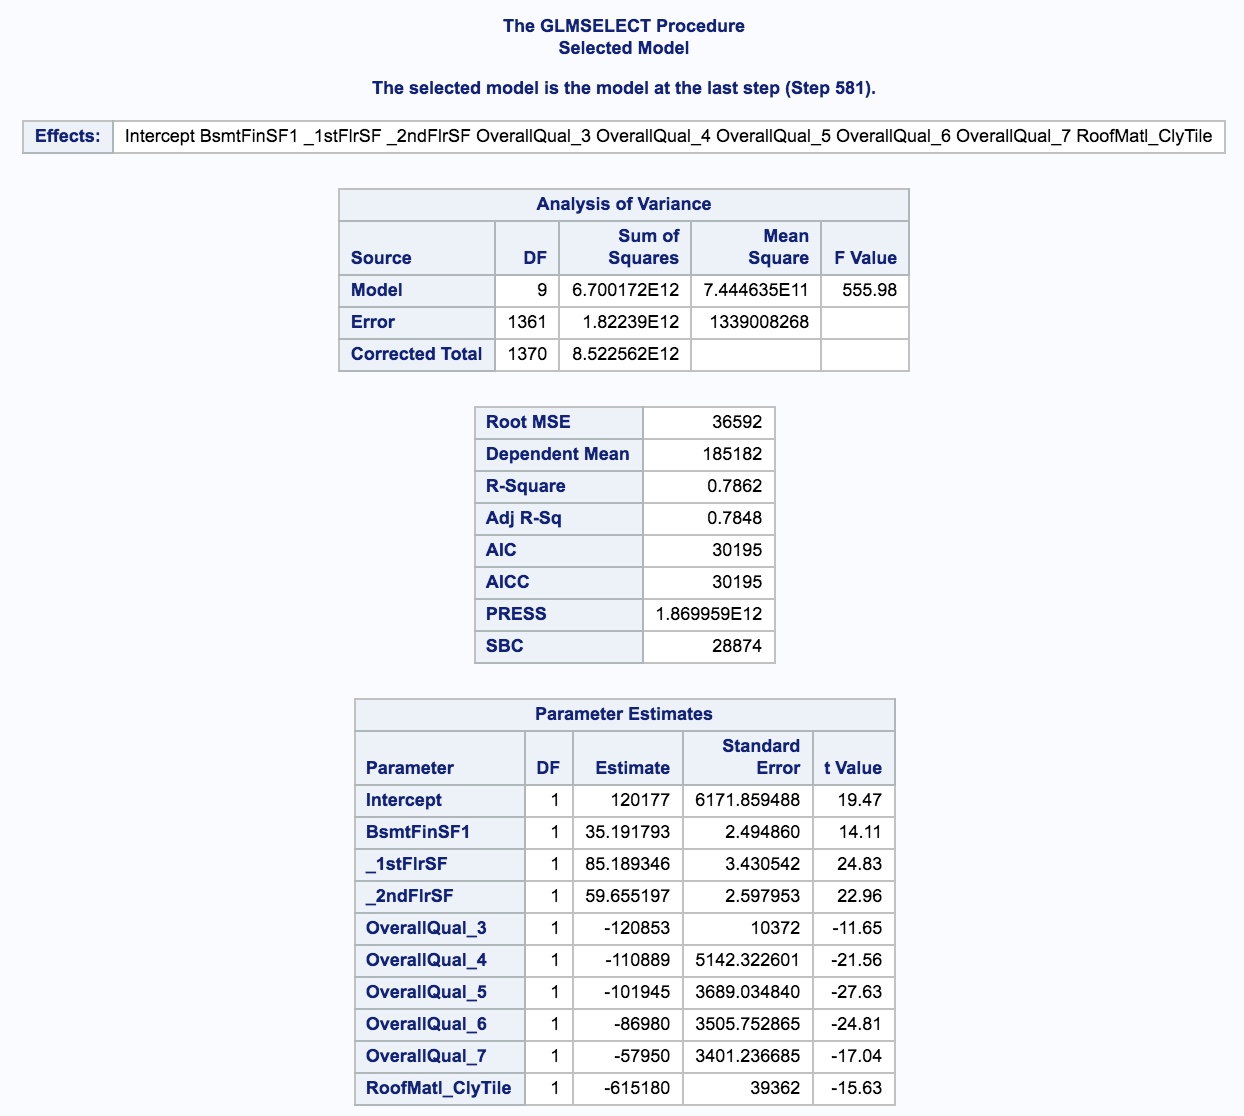 The GLMSELECT Procedure
Selected Model
The selected model is the model at the last step (Step 581).
Effects: Intercept BsmtFinSF1 _1stFlrSF _2ndFlrSF OverallQual_3 OverallQual_4 OverallQual_5 OverallQual_6 OverallQual_7 RoofMatl_ClyTile
Analysis of Variance
Source DF Sum of Squares Mean Square F Value
Model 9 6.700172E12 7.444635E11 555.98
Error 1361 1.82239E12 1339008268
Corrected Total 1370 8.522562E12
Root MSE 36592
Dependent Mean 185182
R-Square 0.7862
Adj R-Sq 0.7848
AIC 30195
AICC 30195
PRESS 1.869959E12
SBC 28874
Parameter Estimates
Parameter DF Estimate Standard Error t Value
Intercept 1 120177 6171.859488 19.47
BsmtFinSF1 1 35.191793 2.494860 14.11
_1stFlrSF 1 85.189346 3.430542 24.83
_2ndFlrSF 1 59.655197 2.597953 22.96
OverallQual_3 1 -120853 10372 -11.65
OverallQual_4 1 -110889 5142.322601 -21.56
OverallQual_5 1 -101945 3689.034840 -27.63
OverallQual_6 1 -86980 3505.752865 -24.81
OverallQual_7 1 -57950 3401.236685 -17.04
RoofMatl_ClyTile 1 -615180 39362 -15.63